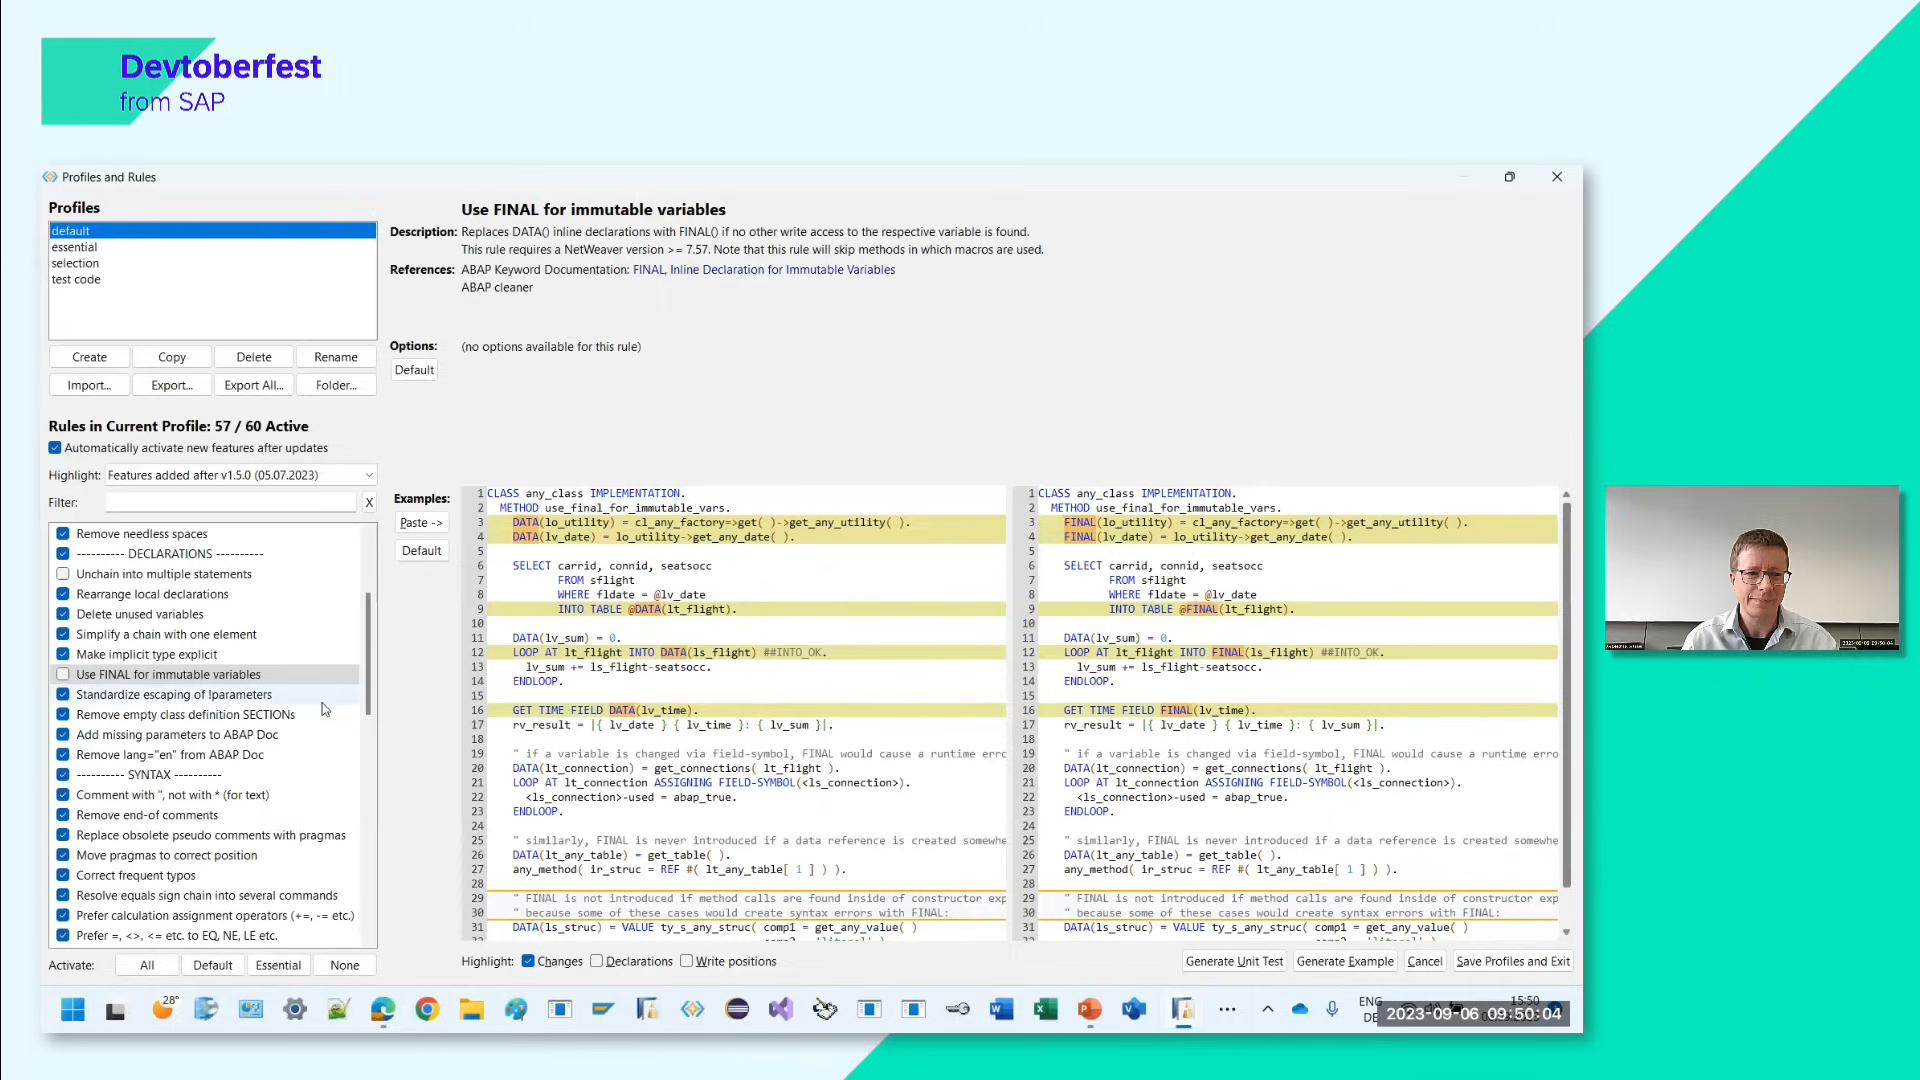 Devtoberfest
from SAP
Profiles and Rules
Profiles
default
essential
selection
test code
Create Copy Delete Rename
Import... Export... Export All... Folder...
Rules in Current Profile: 57 / 60 Active
Automatically activate new features after updates
Highlight: Features added after v1.5.0 (05.07.2023)
Filter: X
Remove needless spaces
---------- DECLARATIONS ----------
Unchain into multiple statements
Rearrange local declarations
Delete unused variables
Simplify a chain with one element
Make implicit type explicit
Use FINAL for immutable variables
Standardize escaping of !parameters
Remove empty class definition SECTIONs
Add missing parameters to ABAP Doc
Remove lang="en" from ABAP Doc
---------- SYNTAX ----------
Comment with ", not with * (for text)
Remove end-of comments
Replace obsolete pseudo comments with pragmas
Move pragmas to correct position
Correct frequent typos
Resolve equals sign chain into several commands
Prefer calculation assignment operators (+=, -= etc.)
Prefer =, <>, <= etc. to EQ, NE, LE etc.
Activate: All Default Essential None
Use FINAL for immutable variables
Description: Replaces DATA() inline declarations with FINAL() if no other write access to the respective variable is found.
This rule requires a NetWeaver version >= 7.57. Note that this rule will skip methods in which macros are used.
References: ABAP Keyword Documentation: FINAL, Inline Declaration for Immutable Variables
ABAP cleaner
Options: (no options available for this rule)
Default
Examples:
Paste ->
Default
1 CLASS any_class IMPLEMENTATION.
2 METHOD use_final_for_immutable_vars.
3 DATA(lo_utility) = cl_any_factory=>get( )->get_any_utility( ).
4 DATA(lv_date) = lo_utility->get_any_date( ).
5
6 SELECT carrid, connid, seatsocc
7 FROM sflight
8 WHERE fldate = @lv_date
9 INTO TABLE @DATA(lt_flight).
10
11 DATA(lv_sum) = 0.
12 LOOP AT lt_flight INTO DATA(ls_flight) ##INTO_OK.
13 lv_sum += ls_flight-seatsocc.
14 ENDLOOP.
15
16 GET TIME FIELD DATA(lv_time).
17 rv_result = |{ lv_date } { lv_time }: { lv_sum }|.
18
19 " if a variable is changed via field-symbol, FINAL would cause a runtime erro
20 DATA(lt_connection) = get_connections( lt_flight ).
21 LOOP AT lt_connection ASSIGNING FIELD-SYMBOL(<ls_connection>).
22 <ls_connection>-used = abap_true.
23 ENDLOOP.
24
25 " similarly, FINAL is never introduced if a data reference is created somewhe
26 DATA(lt_any_table) = get_table( ).
27 any_method( ir_struc = REF #( lt_any_table[ 1 ] ) ).
28
29 " FINAL is not introduced if method calls are found inside of constructor exp
30 " because some of these cases would create syntax errors with FINAL:
31 DATA(ls_struc) = VALUE ty_s_any_struc( comp1 = get_any_value( )
1 CLASS any_class IMPLEMENTATION.
2 METHOD use_final_for_immutable_vars.
3 FINAL(lo_utility) = cl_any_factory=>get( )->get_any_utility( ).
4 FINAL(lv_date) = lo_utility->get_any_date( ).
5
6 SELECT carrid, connid, seatsocc
7 FROM sflight
8 WHERE fldate = @lv_date
9 INTO TABLE @FINAL(lt_flight).
10
11 DATA(lv_sum) = 0.
12 LOOP AT lt_flight INTO FINAL(ls_flight) ##INTO_OK.
13 lv_sum += ls_flight-seatsocc.
14 ENDLOOP.
15
16 GET TIME FIELD FINAL(lv_time).
17 rv_result = |{ lv_date } { lv_time }: { lv_sum }|.
18
19 " if a variable is changed via field-symbol, FINAL would cause a runtime erro
20 DATA(lt_connection) = get_connections( lt_flight ).
21 LOOP AT lt_connection ASSIGNING FIELD-SYMBOL(<ls_connection>).
22 <ls_connection>-used = abap_true.
23 ENDLOOP.
24
25 " similarly, FINAL is never introduced if a data reference is created somewhe
26 DATA(lt_any_table) = get_table( ).
27 any_method( ir_struc = REF #( lt_any_table[ 1 ] ) ).
28
29 " FINAL is not introduced if method calls are found inside of constructor exp
30 " because some of these cases would create syntax errors with FINAL:
31 DATA(ls_struc) = VALUE ty_s_any_struc( comp1 = get_any_value( )
Highlight: Changes Declarations Write positions
Generate Unit Test Generate Example Cancel Save Profiles and Exit
28°
ENG
DE
15:50
2023-09-06 09:50:04